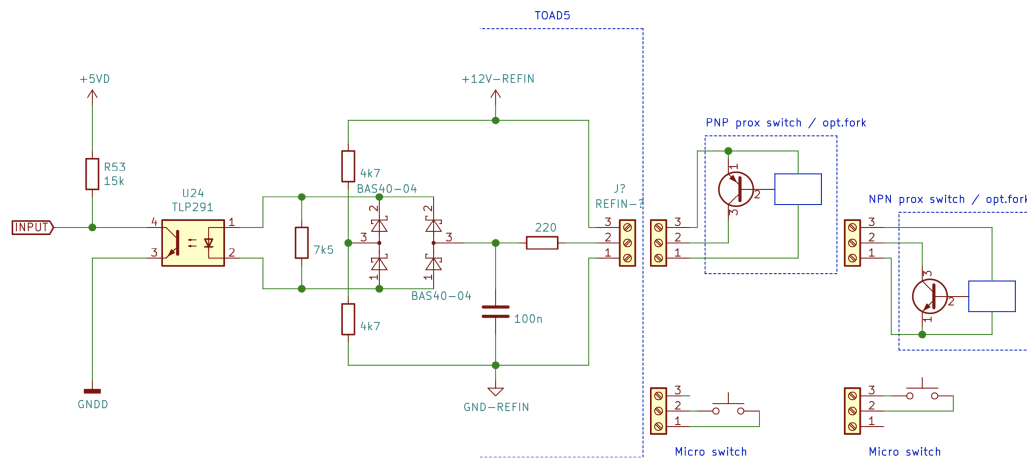 TOAD5
+5VD
+12V-REFIN
PNP prox switch / opt.fork
R53
15k
4k7
BAS40-04
U24
TLP291
J?
REFIN-?
NPN prox switch / opt.fork
INPUT
4
1
3
2
7k5
2
2
3
1
1
220
3
2
1
3
2
1
1
2
3
3
2
1
3
2
1
BAS40-04
4k7
100n
GNDD
GND-REFIN
3
2
1
3
2
1
Micro switch
Micro switch